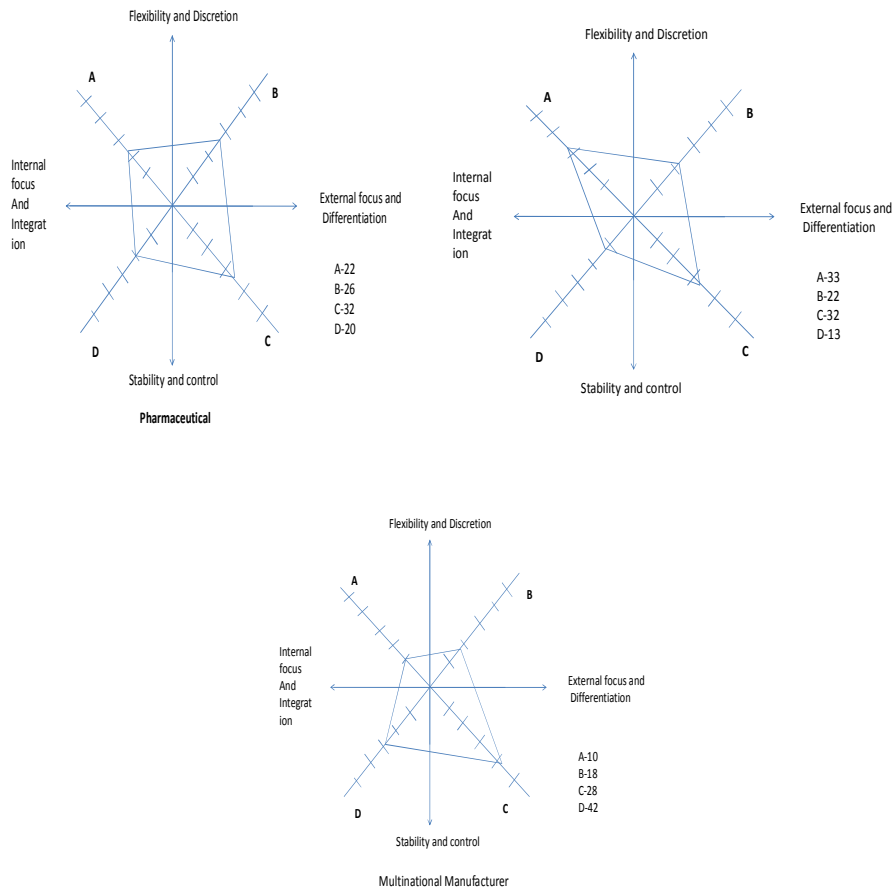 Flexibility and Discretion
A
B
Internal
focus
And
Integrat
ion
External focus and
Differentiation
A-22
B-26
C-32
D-20
D
C
Stability and control
Pharmaceutical
Flexibility and Discretion
A
B
Internal
focus
And
Integrat
ion
External focus and
Differentiation
A-33
B-22
C-32
D-13
D
C
Stability and control
Flexibility and Discretion
A
B
Internal
focus
And
Integrat
ion
External focus and
Differentiation
A-10
B-18
C-28
D-42
D
C
Stability and control
Multinational Manufacturer